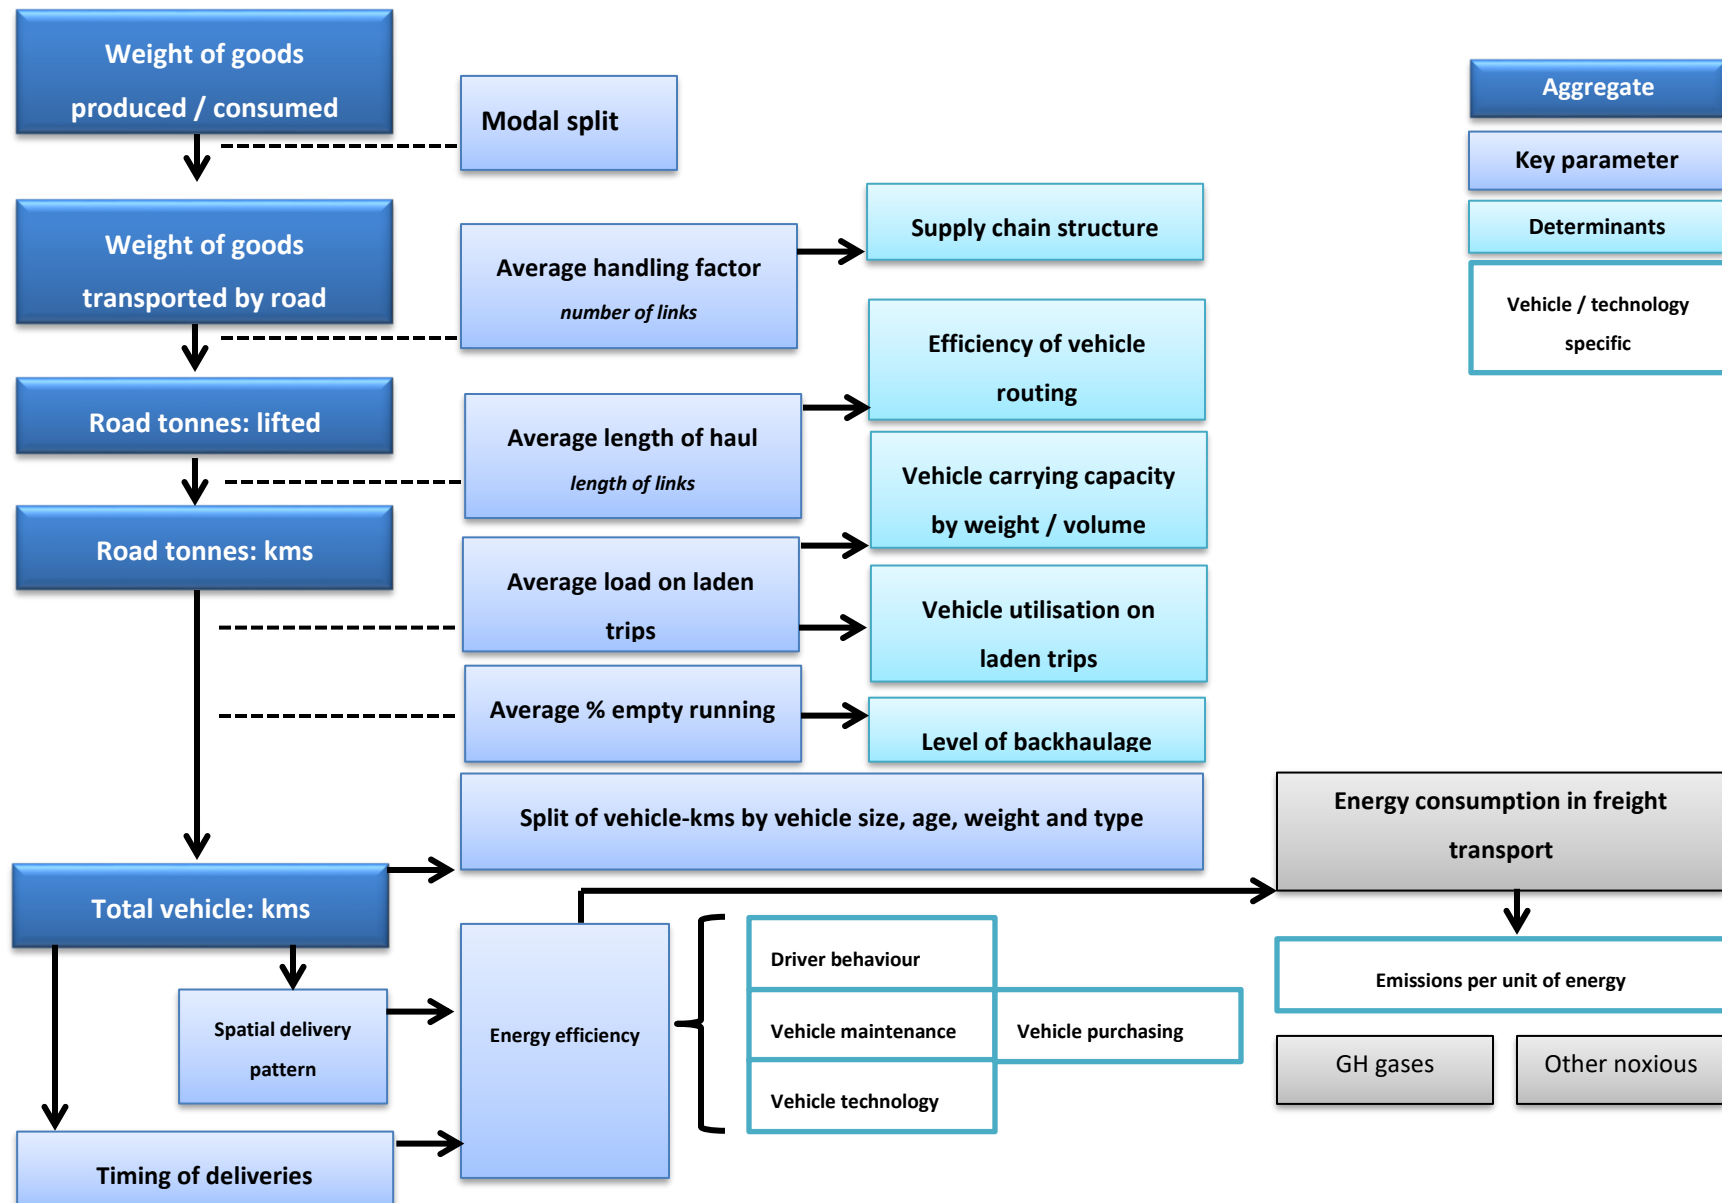 Weight of goods
produced / consumed
Modal split
Aggregate
Key parameter
Determinants
Vehicle / technology
specific
Weight of goods
transported by road
Average handling factor
number of links
Supply chain structure
Efficiency of vehicle
routing
Road tonnes: lifted
Average length of haul
length of links
Vehicle carrying capacity
by weight / volume
Road tonnes: kms
Average load on laden
trips
Vehicle utilisation on
laden trips
Average % empty running
Level of backhaulage
Split of vehicle-kms by vehicle size, age, weight and type
Energy consumption in freight
transport
Total vehicle: kms
Driver behaviour
Emissions per unit of energy
Spatial delivery
pattern
Energy efficiency
Vehicle maintenance
Vehicle purchasing
GH gases
Other noxious
Vehicle technology
Timing of deliveries